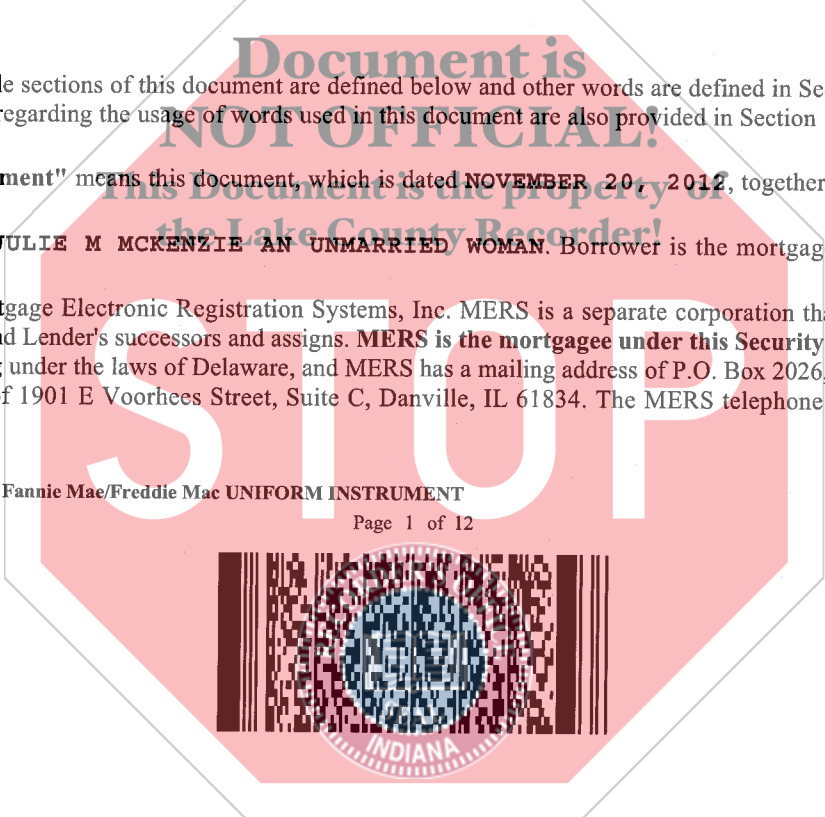 Document is
le sections of this document are defined below and other words are defined in Se
regarding the usage of words used in this document are also provided in Section
NOT OFFICIAL!
ment" means this document, which is dated NOVEMBER 20, 2012, together
This Document is the property of
the Lake County Recorder!
JULIE M MCKENZIE AN UNMARRIED WOMAN. Borrower is the mortgag
tgage Electronic Registration Systems, Inc. MERS is a separate corporation tha
nd Lender's successors and assigns. MERS is the mortgagee under this Security
g under the laws of Delaware, and MERS has a mailing address of P.O. Box 2026,
of 1901 E Voorhees Street, Suite C, Danville, IL 61834. The MERS telephone
STOP
Fannie Mae/Freddie Mac UNIFORM INSTRUMENT
Page 1 of 12
INDIANA